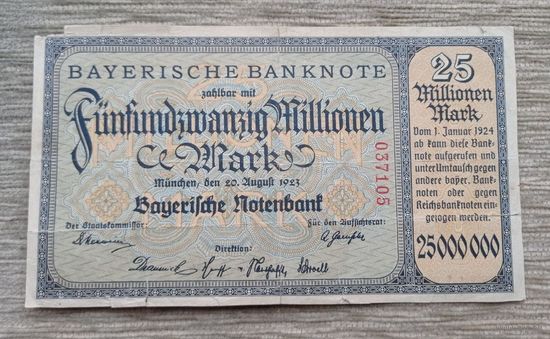 BAYERISCHE BANKNOTE
zahlbar mit
Fünfundzwanzig Millionen
Mark
München, den 20. August 1923
Bayerische Notenbank
Der Staatskommissär:
Für den Aufsichtsrat:
Direktion:
037105
25
Millionen
Mark
Vom 1. Januar 1924
ab kann diese Bank-
note aufgerufen und
unter Umtausch gegen
andere bayer. Bank-
noten oder gegen
Reichsbanknoten ein-
gezogen werden.
25000000